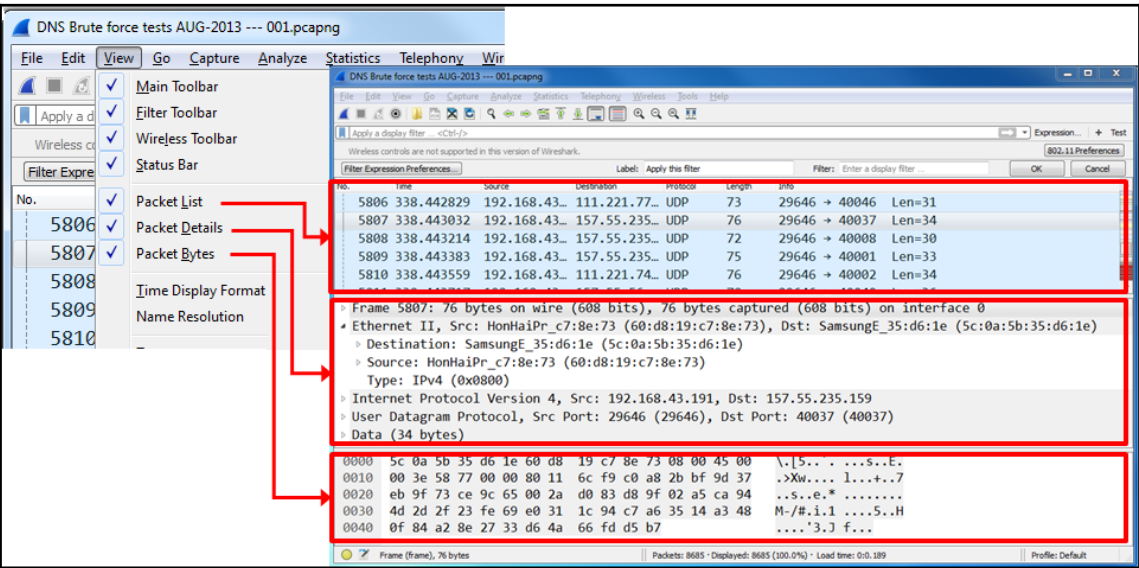 DNS Brute force tests AUG-2013 --- 001.pcapng
File Edit View Go Capture Analyze Statistics Telephony Wir
Apply a d
Wireless co
Filter Expre
No.
5806
5807
5808
5809
5810
Main Toolbar
Filter Toolbar
Wireless Toolbar
Status Bar
Packet List
Packet Details
Packet Bytes
Time Display Format
Name Resolution
DNS Brute force tests AUG-2013 --- 001.pcapng
File Edit View Go Capture Analyze Statistics Telephony Wireless Tools Help
Apply a display filter ... <Ctrl-/> Expression... + Test
Wireless controls are not supported in this version of Wireshark. 802.11 Preferences
Filter Expression Preferences... Label: Apply this filter Filter: Enter a display filter ... OK Cancel
No. Time Source Destination Protocol Length Info
5806 338.442829 192.168.43… 111.221.77… UDP 73 29646 → 40046 Len=31
5807 338.443032 192.168.43… 157.55.235… UDP 76 29646 → 40037 Len=34
5808 338.443214 192.168.43… 157.55.235… UDP 72 29646 → 40008 Len=30
5809 338.443383 192.168.43… 157.55.235… UDP 75 29646 → 40001 Len=33
5810 338.443559 192.168.43… 111.221.74… UDP 76 29646 → 40002 Len=34
Frame 5807: 76 bytes on wire (608 bits), 76 bytes captured (608 bits) on interface 0
Ethernet II, Src: HonHaiPr_c7:8e:73 (60:d8:19:c7:8e:73), Dst: SamsungE_35:d6:1e (5c:0a:5b:35:d6:1e)
Destination: SamsungE_35:d6:1e (5c:0a:5b:35:d6:1e)
Source: HonHaiPr_c7:8e:73 (60:d8:19:c7:8e:73)
Type: IPv4 (0x0800)
Internet Protocol Version 4, Src: 192.168.43.191, Dst: 157.55.235.159
User Datagram Protocol, Src Port: 29646 (29646), Dst Port: 40037 (40037)
Data (34 bytes)
0000 5c 0a 5b 35 d6 1e 60 d8 19 c7 8e 73 08 00 45 00 \.[5..`. ...s..E.
0010 00 3e 58 77 00 00 80 11 6c f9 c0 a8 2b bf 9d 37 .>Xw.... l...+..7
0020 eb 9f 73 ce 9c 65 00 2a d0 83 d8 9f 02 a5 ca 94 ..s..e.* ........
0030 4d 2d 2f 23 fe 69 e0 31 1c 94 c7 a6 35 14 a3 48 M-/#.i.1 ....5..H
0040 0f 84 a2 8e 27 33 d6 4a 66 fd d5 b7 ....'3.J f...
Frame (frame), 76 bytes Packets: 8685 · Displayed: 8685 (100.0%) · Load time: 0:0.189 Profile: Default